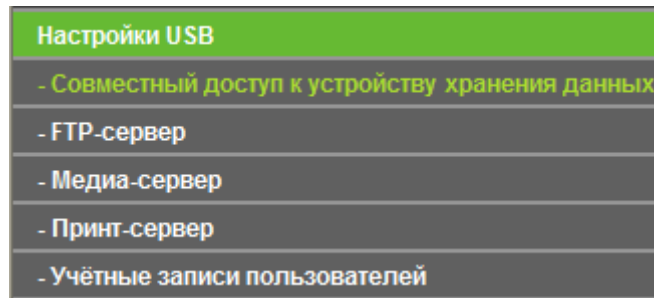 Настройки USB
- Совместный доступ к устройству хранения данных
- FTP-сервер
- Медиа-сервер
- Принт-сервер
- Учётные записи пользователей